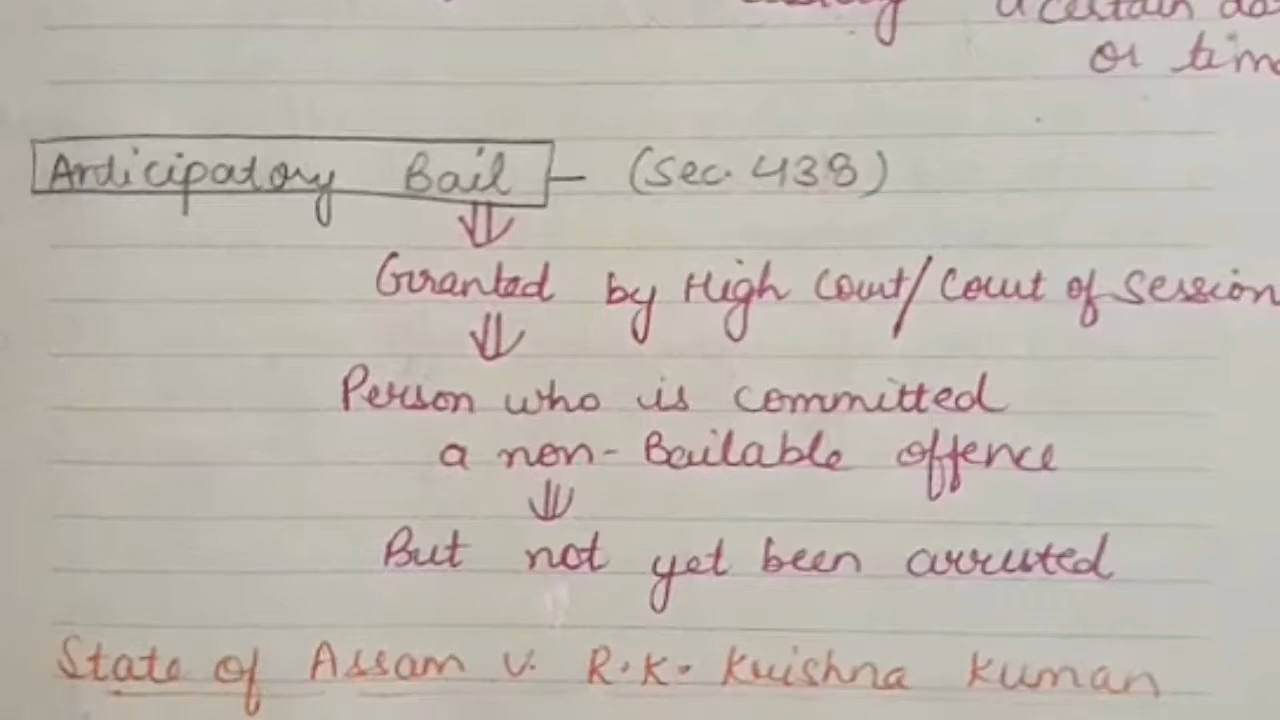 a certain
or
Anticipatory Bail - (Sec. 438)
Granted by High Court/Court of Session
Person who is committed
a non-Bailable offence
But not yet been arrested
State of Assam v. R.K. Krishna Kumar